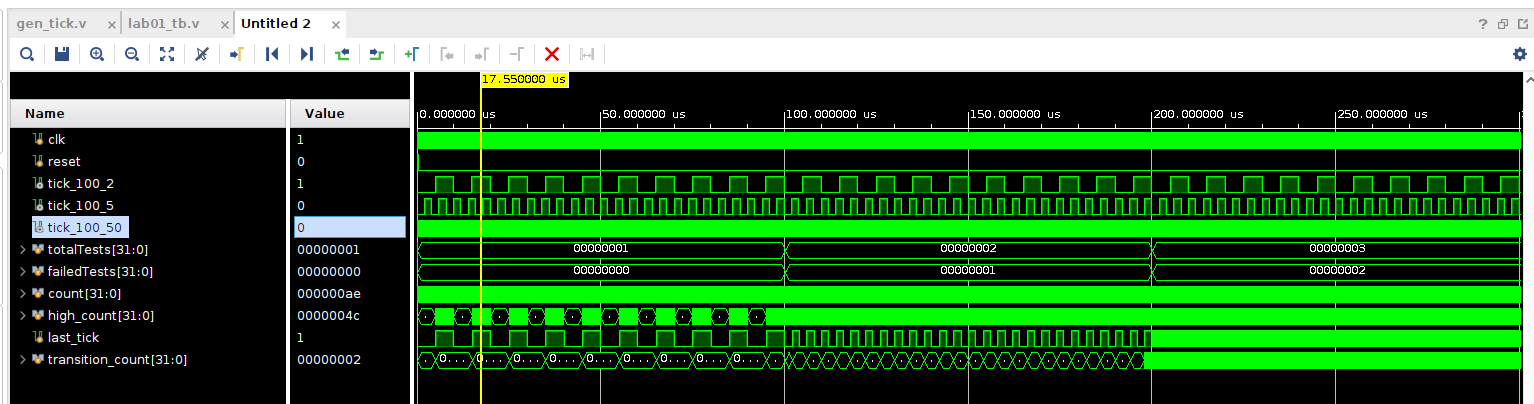 gen_tick.v × lab01_tb.v × Untitled 2 ×
?
17.550000 us
Name Value
0.000000 us 50.000000 us 100.000000 us 150.000000 us 200.000000 us 250.000000 us
clk 1
reset 0
tick_100_2 1
tick_100_5 0
tick_100_50 0
totalTests[31:0] 00000001 00000001 00000002 00000003
failedTests[31:0] 00000000 00000000 00000001 00000002
count[31:0] 000000ae
high_count[31:0] 0000004c
last_tick 1
transition_count[31:0] 00000002 0... 0... 0... 0... 0... 0... 0... 0... 0...